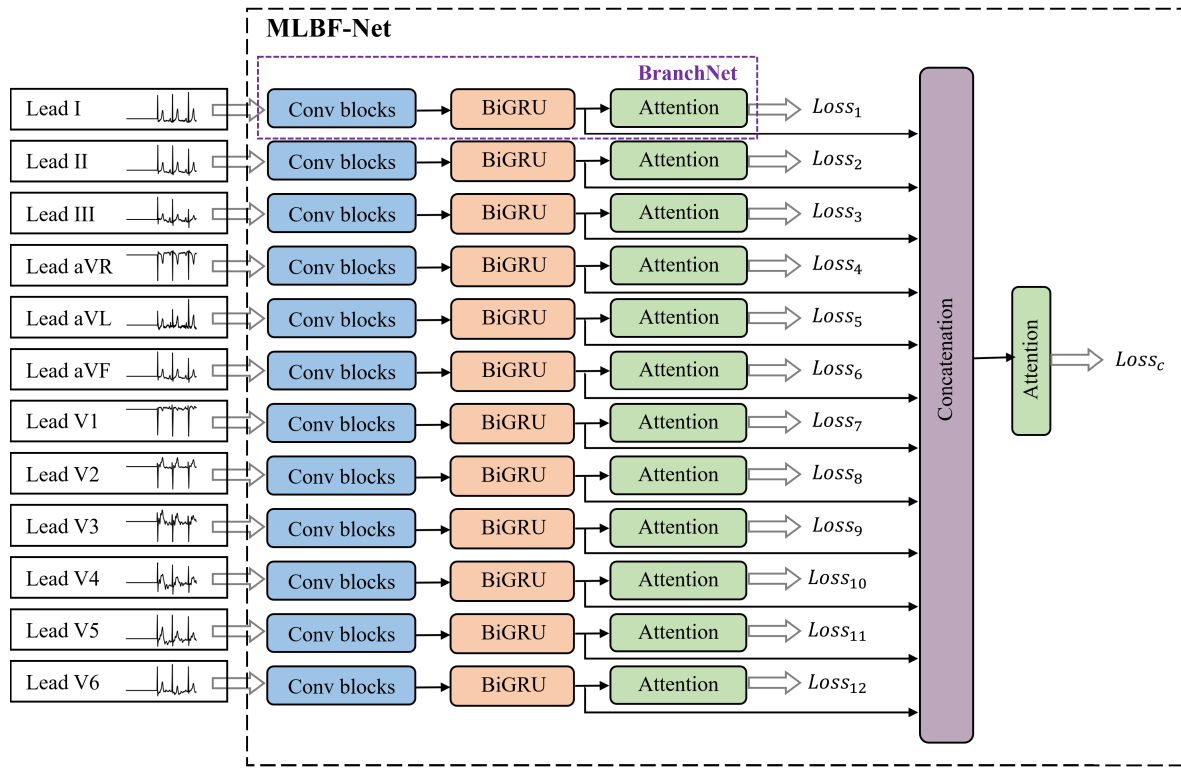 MLBF-Net
BranchNet
Lead I Conv blocks BiGRU Attention Loss₁
Lead II Conv blocks BiGRU Attention Loss₂
Lead III Conv blocks BiGRU Attention Loss₃
Lead aVR Conv blocks BiGRU Attention Loss₄
Lead aVL Conv blocks BiGRU Attention Loss₅
Lead aVF Conv blocks BiGRU Attention Loss₆
Lead V1 Conv blocks BiGRU Attention Loss₇
Lead V2 Conv blocks BiGRU Attention Loss₈
Lead V3 Conv blocks BiGRU Attention Loss₉
Lead V4 Conv blocks BiGRU Attention Loss₁₀
Lead V5 Conv blocks BiGRU Attention Loss₁₁
Lead V6 Conv blocks BiGRU Attention Loss₁₂
Concatenation
Attention
Loss_c